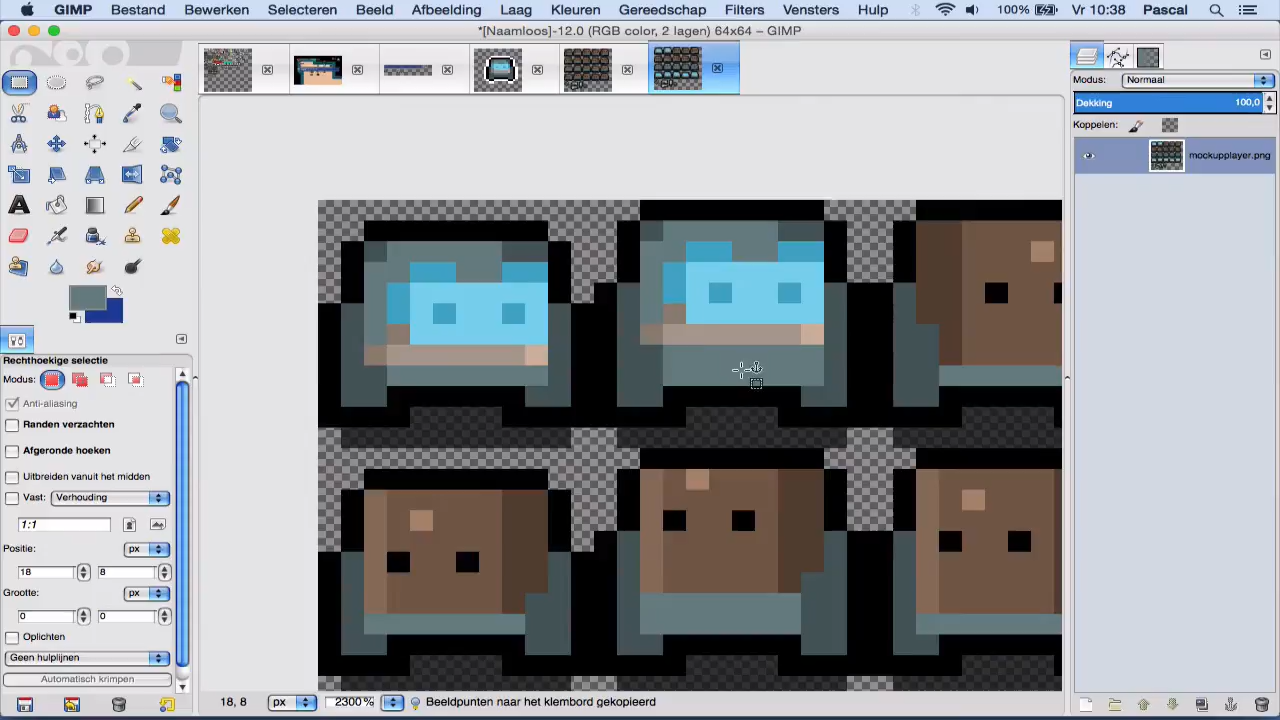 GIMP Bestand Bewerken Selecteren Beeld Afbeelding Laag Kleuren Gereedschap Filters Vensters Hulp 100% Vr 10:38 Pascal
*[Naamloos]-12.0 (RGB color, 2 lagen) 64x64 – GIMP
Modus: Normaal
Dekking 100,0
Koppelen:
mockupplayer.png
Rechthoekige selectie
Modus:
Anti-aliasing
Randen verzachten
Afgeronde hoeken
Uitbreiden vanuit het midden
Vast: Verhouding
1:1
Positie: px
18 8
Grootte: px
0 0
Oplichten
Geen hulplijnen
Automatisch krimpen
18, 8 px 2300% Beeldpunten naar het klembord gekopieerd